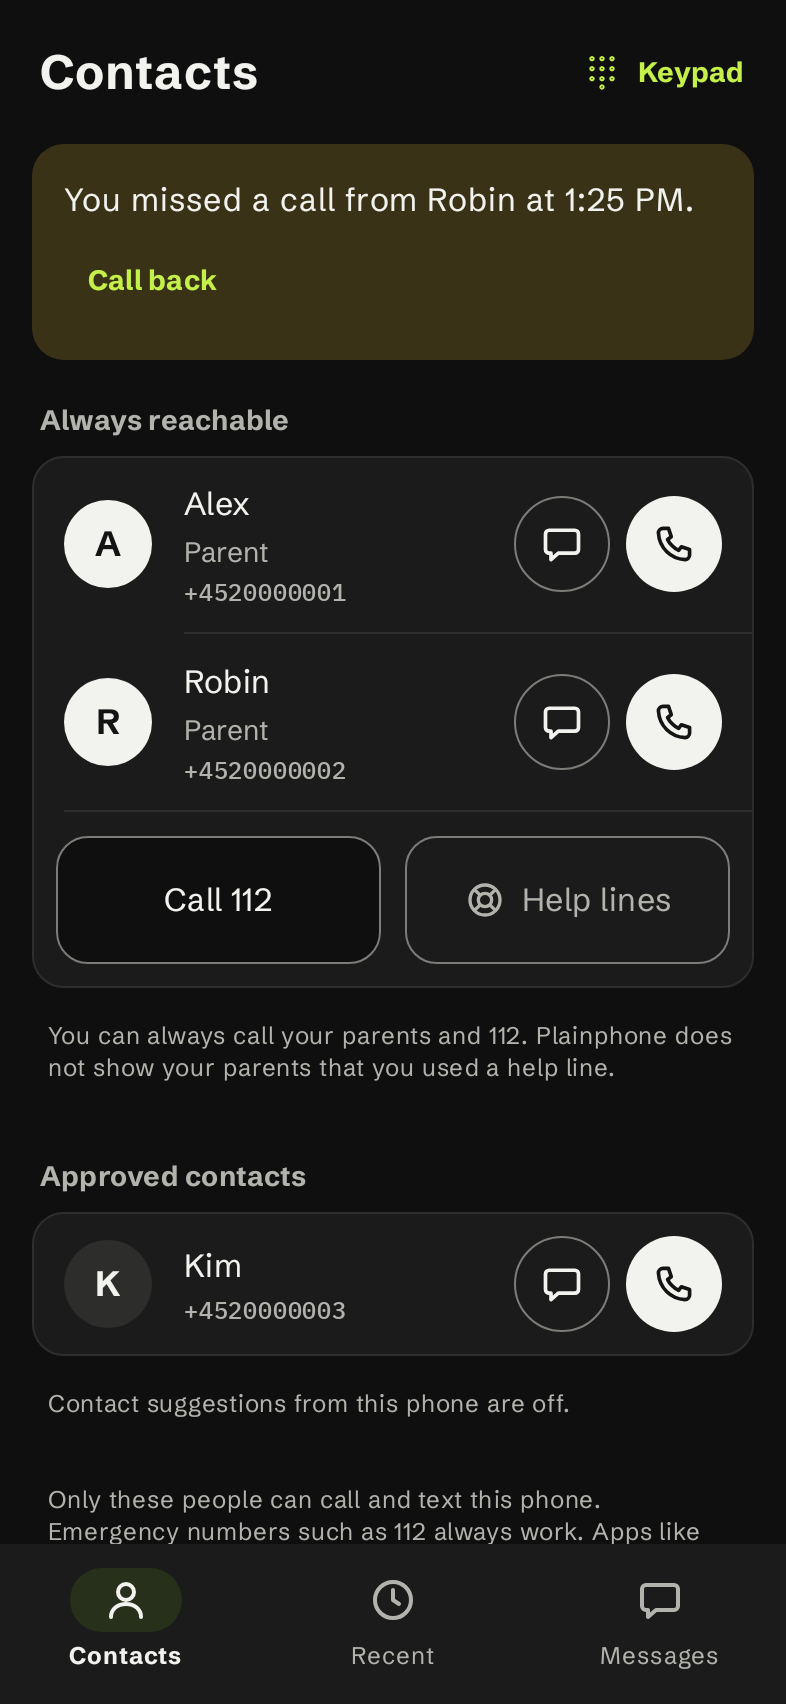 Contacts
Keypad
You missed a call from Robin at 1:25 PM.
Call back
Always reachable
A
Alex
Parent
+4520000001
R
Robin
Parent
+4520000002
Call 112
Help lines
You can always call your parents and 112. Plainphone does
not show your parents that you used a help line.
Approved contacts
K
Kim
+4520000003
Contact suggestions from this phone are off.
Only these people can call and text this phone.
Emergency numbers such as 112 always work. Apps like
Contacts
Recent
Messages